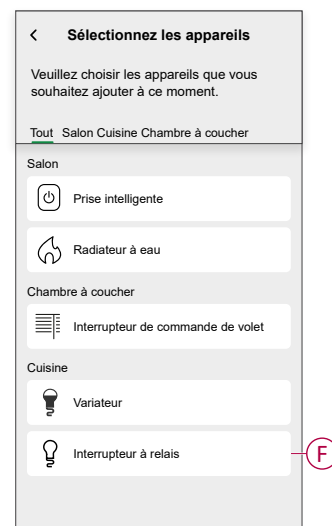 Sélectionnez les appareils
Veuillez choisir les appareils que vous
souhaitez ajouter à ce moment.
Tout Salon Cuisine Chambre à coucher
Salon
Prise intelligente
Radiateur à eau
Chambre à coucher
Interrupteur de commande de volet
Cuisine
Variateur
Interrupteur à relais
F